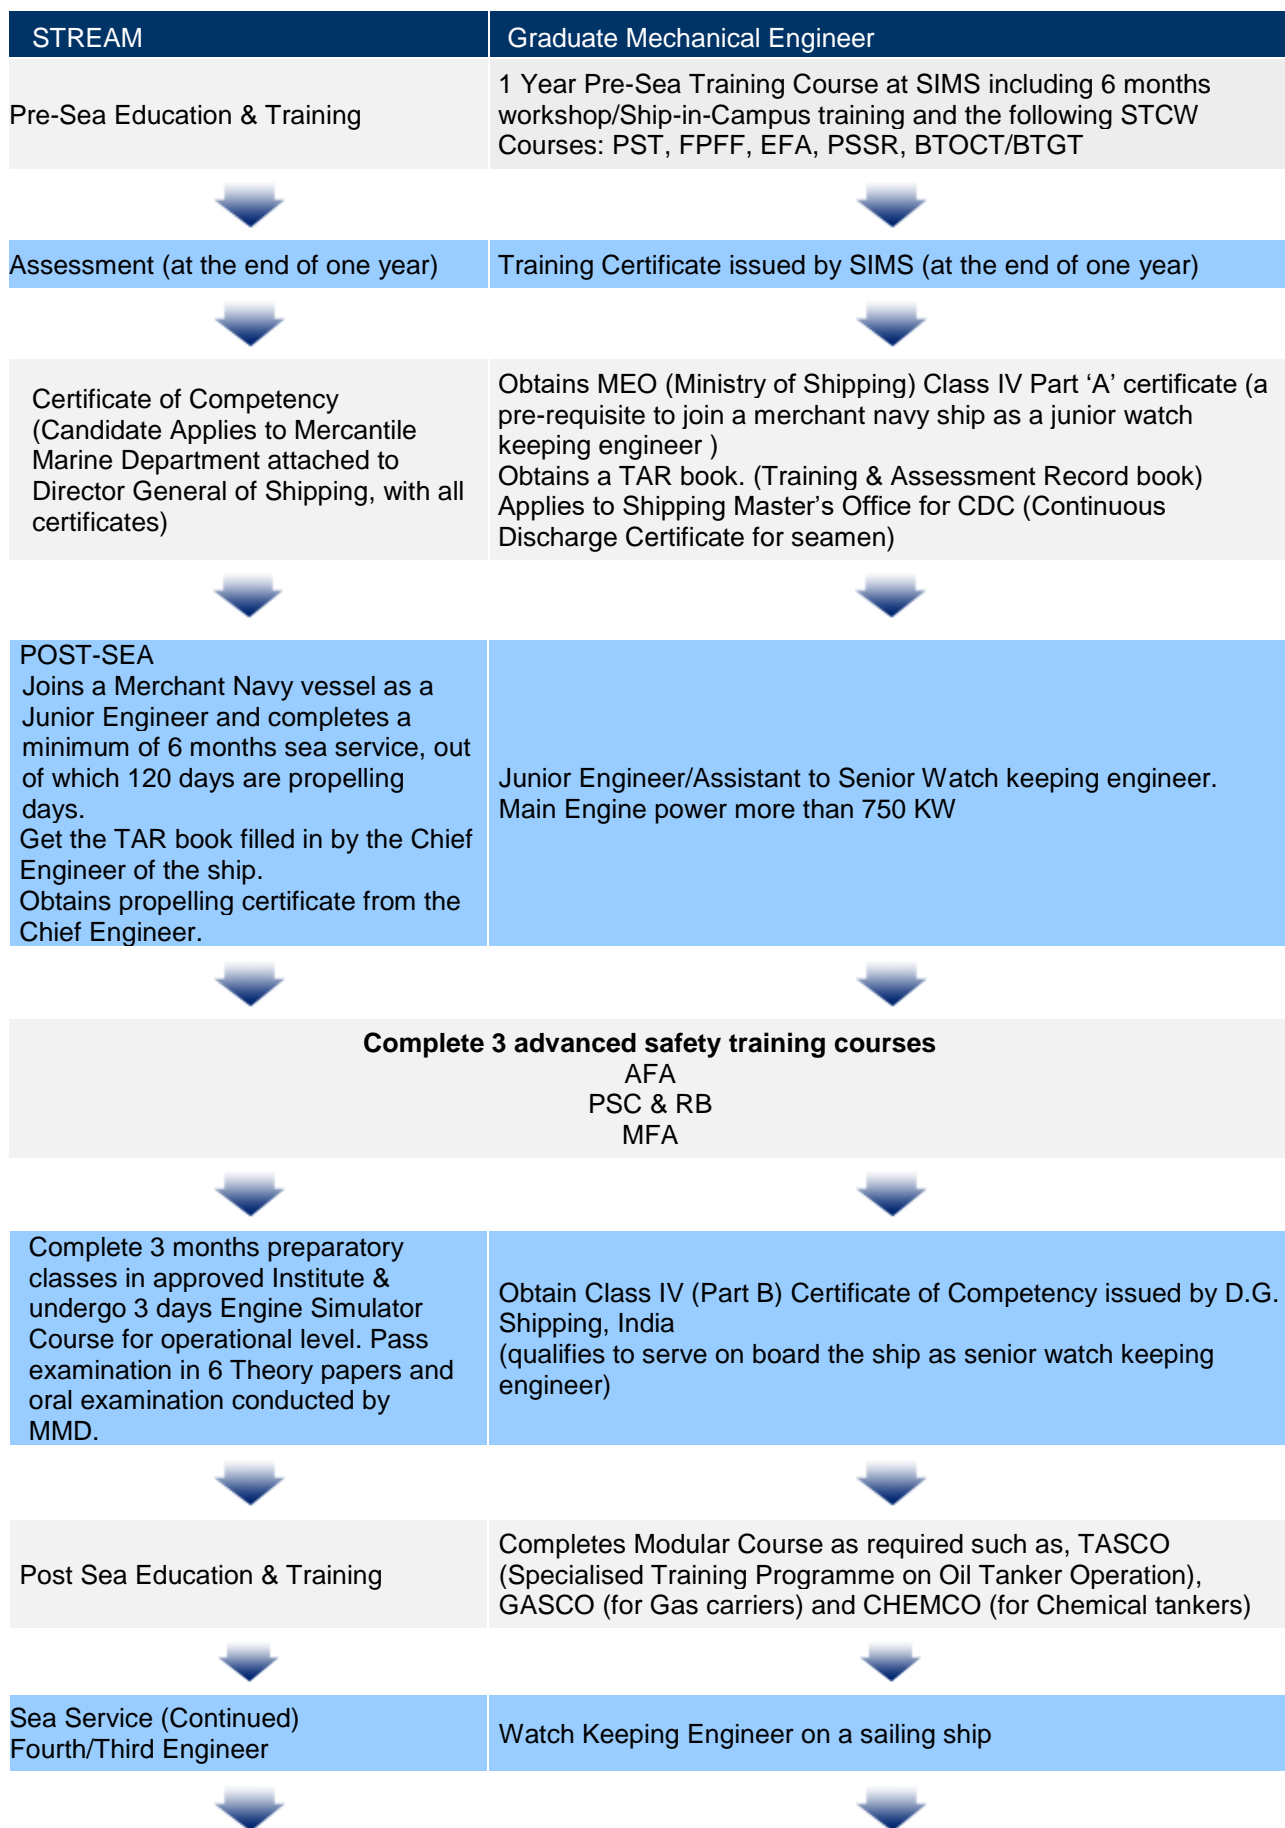 STREAM
Graduate Mechanical Engineer
Pre-Sea Education & Training
1 Year Pre-Sea Training Course at SIMS including 6 months
workshop/Ship-in-Campus training and the following STCW
Courses: PST, FPFF, EFA, PSSR, BTOCT/BTGT
Assessment (at the end of one year)
Training Certificate issued by SIMS (at the end of one year)
Certificate of Competency
(Candidate Applies to Mercantile
Marine Department attached to
Director General of Shipping, with all
certificates)
Obtains MEO (Ministry of Shipping) Class IV Part ‘A’ certificate (a
pre-requisite to join a merchant navy ship as a junior watch
keeping engineer )
Obtains a TAR book. (Training & Assessment Record book)
Applies to Shipping Master’s Office for CDC (Continuous
Discharge Certificate for seamen)
POST-SEA
Joins a Merchant Navy vessel as a
Junior Engineer and completes a
minimum of 6 months sea service, out
of which 120 days are propelling
days.
Get the TAR book filled in by the Chief
Engineer of the ship.
Obtains propelling certificate from the
Chief Engineer.
Junior Engineer/Assistant to Senior Watch keeping engineer.
Main Engine power more than 750 KW
Complete 3 advanced safety training courses
AFA
PSC & RB
MFA
Complete 3 months preparatory
classes in approved Institute &
undergo 3 days Engine Simulator
Course for operational level. Pass
examination in 6 Theory papers and
oral examination conducted by
MMD.
Obtain Class IV (Part B) Certificate of Competency issued by D.G.
Shipping, India
(qualifies to serve on board the ship as senior watch keeping
engineer)
Post Sea Education & Training
Completes Modular Course as required such as, TASCO
(Specialised Training Programme on Oil Tanker Operation),
GASCO (for Gas carriers) and CHEMCO (for Chemical tankers)
Sea Service (Continued)
Fourth/Third Engineer
Watch Keeping Engineer on a sailing ship